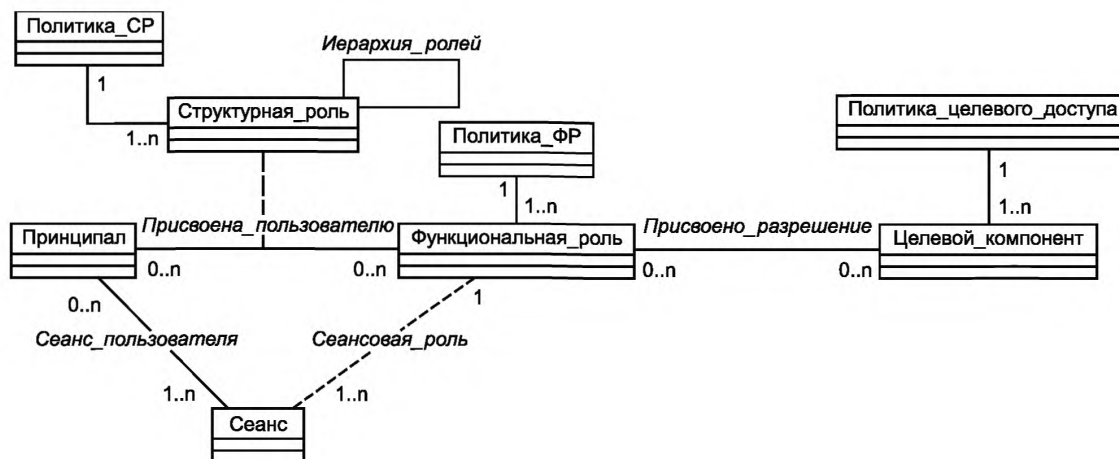 Политика_СР
Иерархия_ролей
1
Структурная_роль
1..n
Политика_ФР
Политика_целевого_доступа
1
1..n
1
1..n
Принципал
Присвоена_пользователю
Функциональная_роль
Присвоено_разрешение
Целевой_компонент
0..n
0..n
0..n
0..n
0..n
1
Сеанс_пользователя
Сеансовая_роль
1..n
1..n
Сеанс